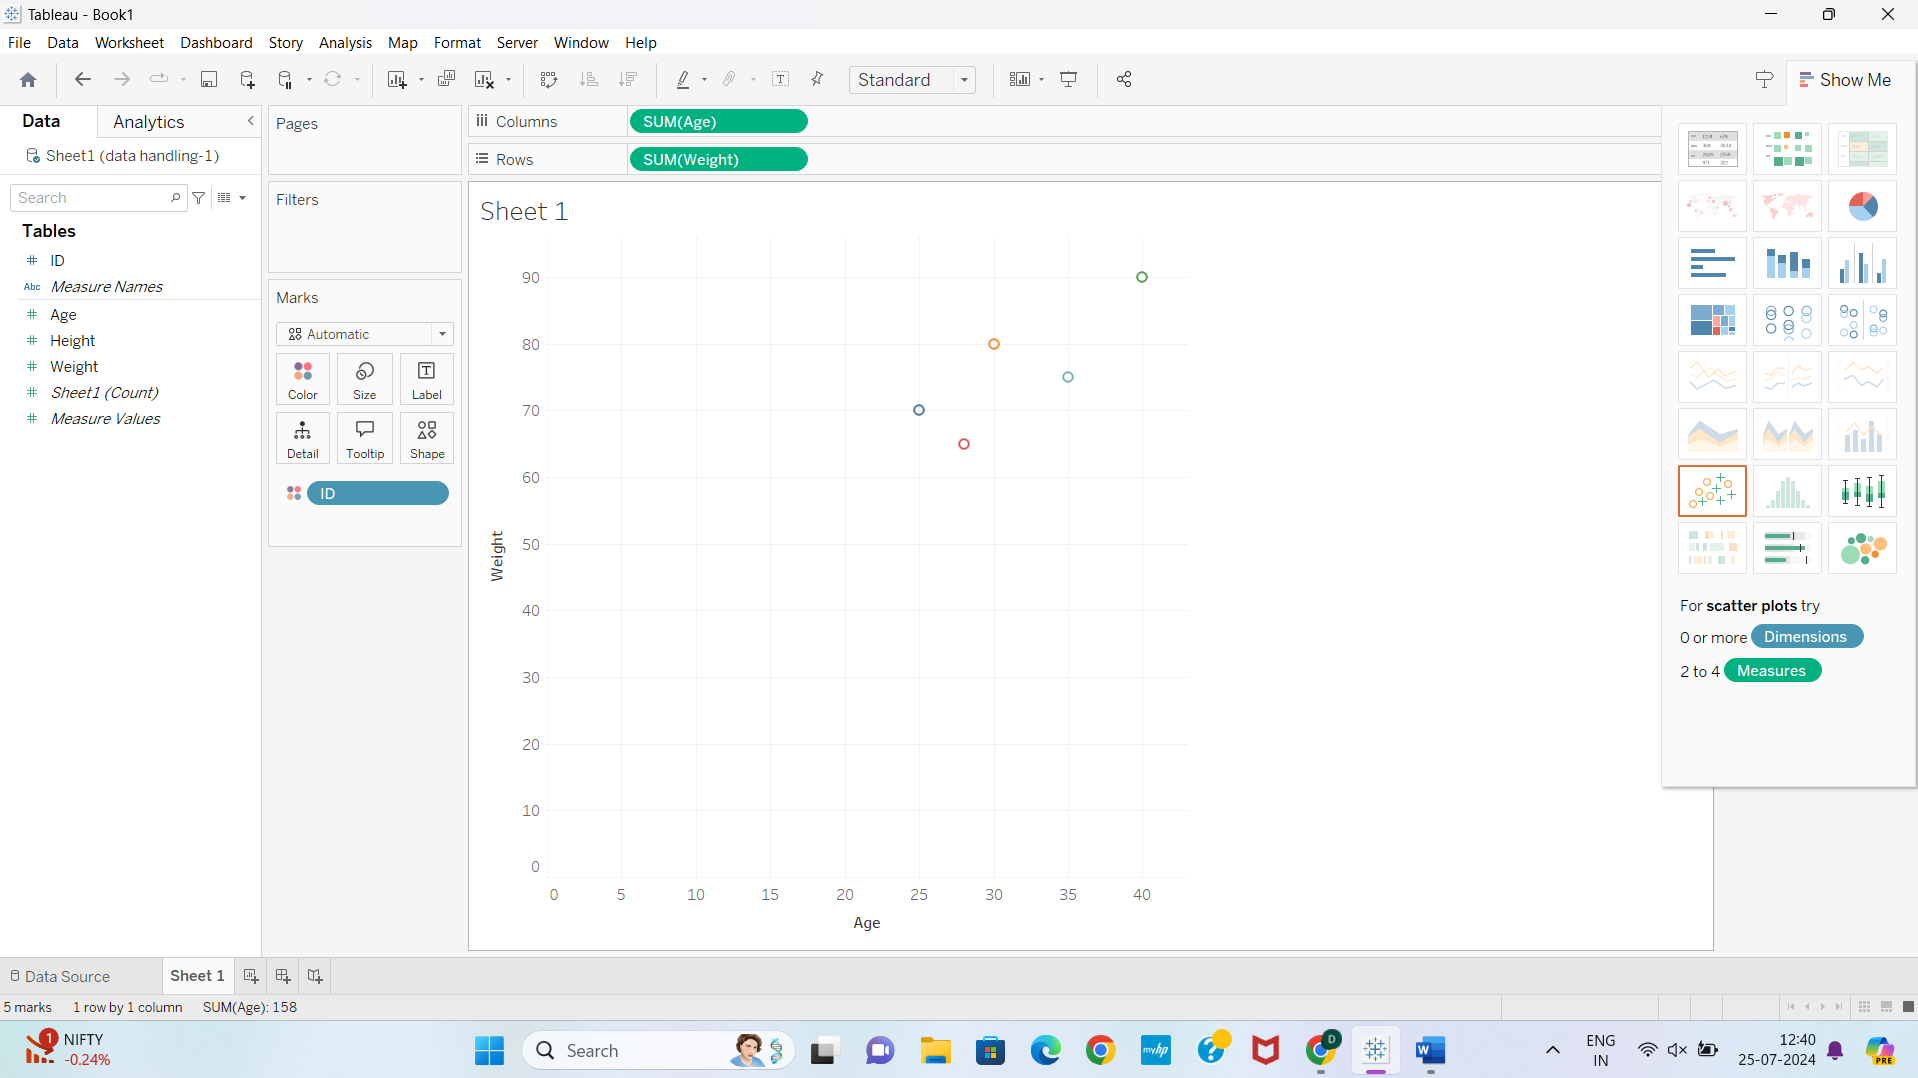 Tableau - Book1
File Data Worksheet Dashboard Story Analysis Map Format Server Window Help
Standard
Show Me
Data Analytics
Sheet1 (data handling-1)
Search
Tables
ID
Abc Measure Names
Age
Height
Weight
Sheet1 (Count)
Measure Values
Pages
Filters
Marks
Automatic
Color Size Label
Detail Tooltip Shape
ID
Columns SUM(Age)
Rows SUM(Weight)
Sheet 1
90
80
70
60
50
40
30
20
10
0
Weight
0 5 10 15 20 25 30 35 40
Age
For scatter plots try
0 or more Dimensions
2 to 4 Measures
Data Source Sheet 1
5 marks 1 row by 1 column SUM(Age): 158
1 NIFTY
-0.24%
Search
myhp
D
W
ENG
IN
12:40
25-07-2024
PRE